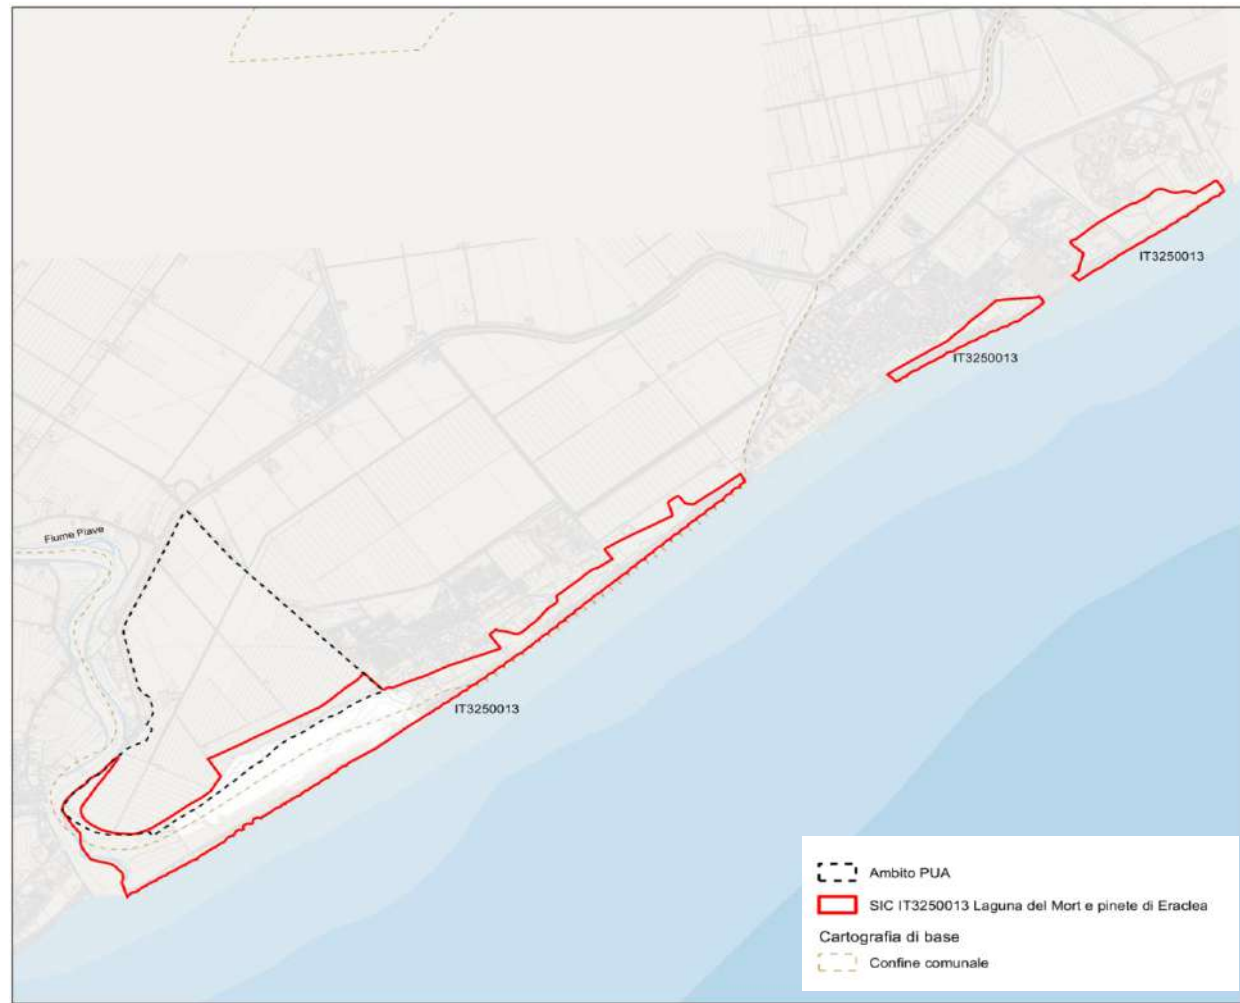 IT3250013
IT3250013
Fiume Piave
IT3250013
Ambito PUA
SIC IT3250013 Laguna del Mort e pinete di Eraclea
Cartografia di base
Confine comunale